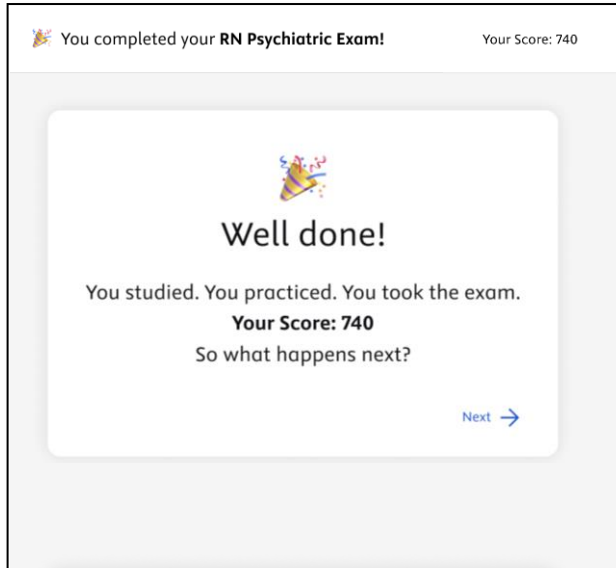 You completed your RN Psychiatric Exam!
Your Score: 740
Well done!
You studied. You practiced. You took the exam.
Your Score: 740
So what happens next?
Next